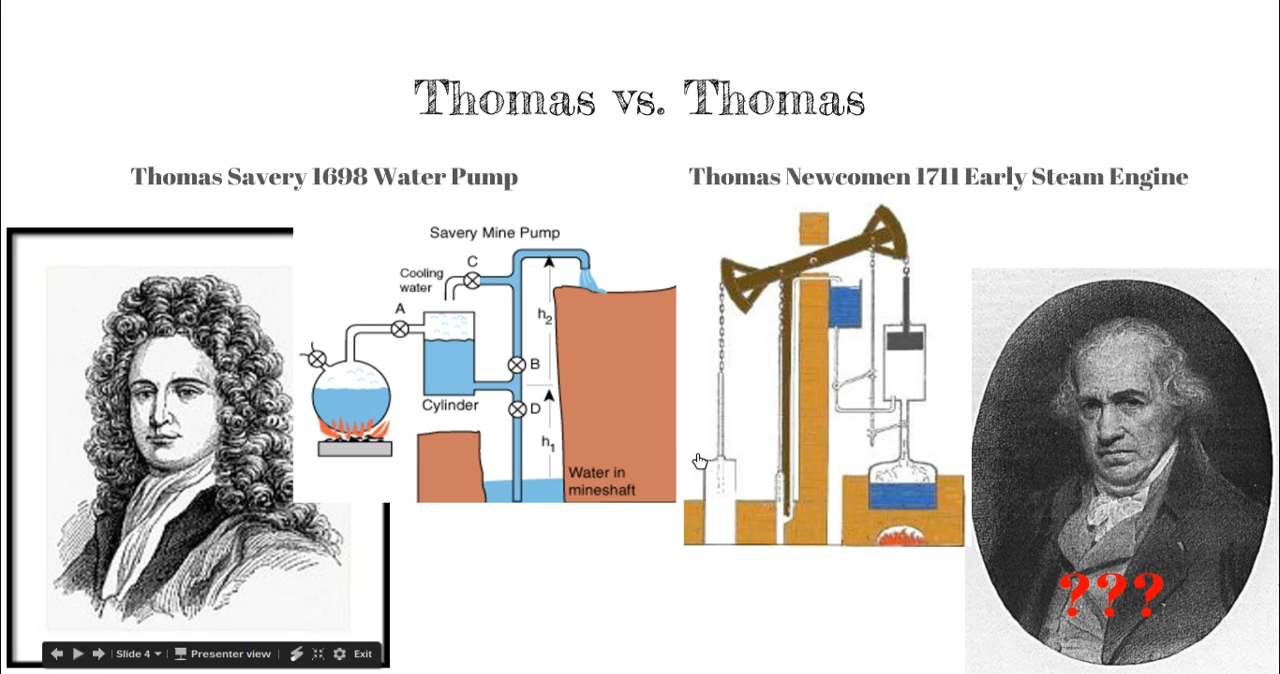 Thomas vs. Thomas
Thomas Savery 1698 Water Pump
Thomas Newcomen 1711 Early Steam Engine
Savery Mine Pump
C
Cooling
water
A
h2
B
Cylinder
D
h1
Water in
mineshaft
???
Slide 4
Presenter view
Exit